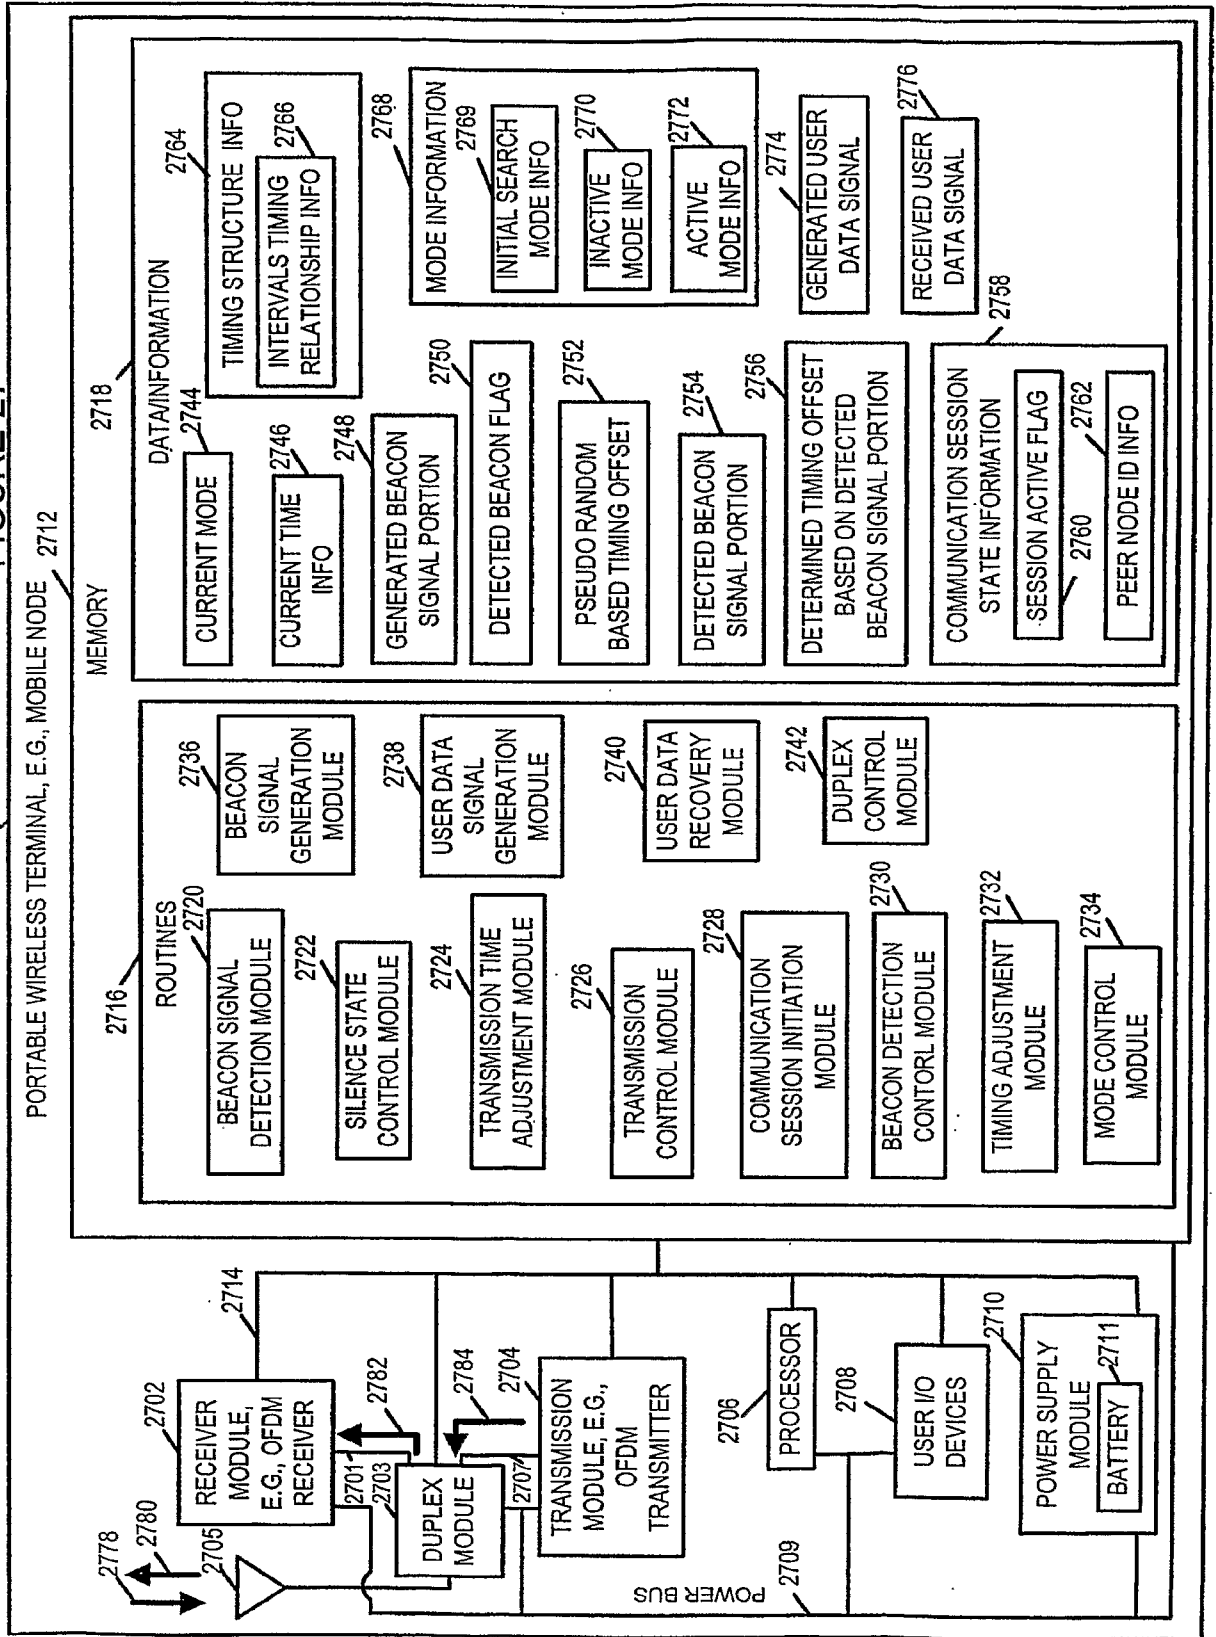 PORTABLE WIRELESS TERMINAL, E.G., MOBILE NODE
2712
MEMORY
2702
RECEIVER
MODULE,
E.G., OFDM
RECEIVER
2714
2778
2780
2705
2701
2782
2703
DUPLEX
MODULE
2784
2707
2704
TRANSMISSION
MODULE, E.G.,
OFDM
TRANSMITTER
POWER BUS
2709
2706
PROCESSOR
2708
USER I/O
DEVICES
2710
POWER SUPPLY
MODULE
2711
BATTERY
2716
ROUTINES
2720
BEACON SIGNAL
DETECTION MODULE
2722
SILENCE STATE
CONTROL MODULE
2724
TRANSMISSION TIME
ADJUSTMENT MODULE
2726
TRANSMISSION
CONTROL MODULE
2728
COMMUNICATION
SESSION INITIATION
MODULE
2730
BEACON DETECTION
CONTORL MODULE
2732
TIMING ADJUSTMENT
MODULE
2734
MODE CONTROL
MODULE
2736
BEACON
SIGNAL
GENERATION
MODULE
2738
USER DATA
SIGNAL
GENERATION
MODULE
2740
USER DATA
RECOVERY
MODULE
2742
DUPLEX
CONTROL
MODULE
2718
DATA/INFORMATION
2744
CURRENT MODE
2746
CURRENT TIME
INFO
2748
GENERATED BEACON
SIGNAL PORTION
2750
DETECTED BEACON FLAG
2752
PSEUDO RANDOM
BASED TIMING OFFSET
2754
DETECTED BEACON
SIGNAL PORTION
2756
DETERMINED TIMING OFFSET
BASED ON DETECTED
BEACON SIGNAL PORTION
2758
COMMUNICATION SESSION
STATE INFORMATION
SESSION ACTIVE FLAG
2760
2762
PEER NODE ID INFO
2764
TIMING STRUCTURE INFO
2766
INTERVALS TIMING
RELATIONSHIP INFO
2768
MODE INFORMATION
2769
INITIAL SEARCH
MODE INFO
2770
INACTIVE
MODE INFO
2772
ACTIVE
MODE INFO
2774
GENERATED USER
DATA SIGNAL
2776
RECEIVED USER
DATA SIGNAL